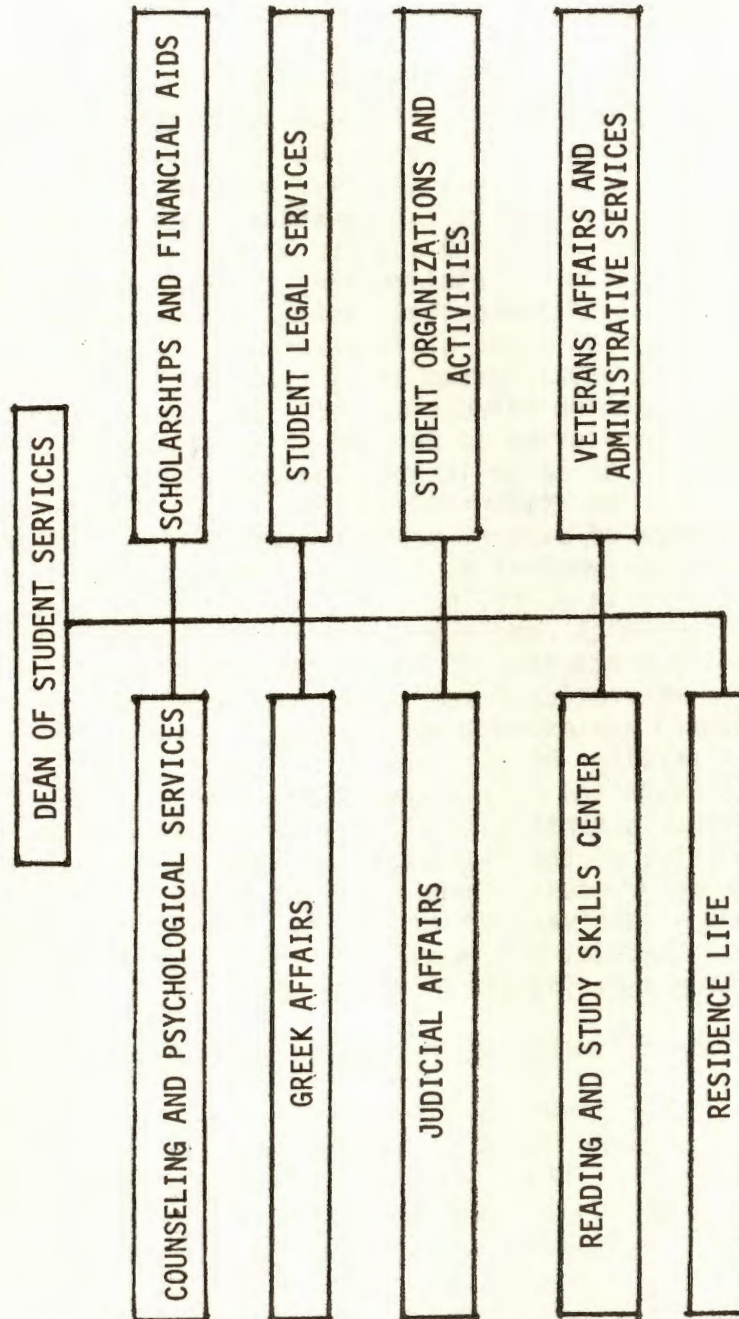 DEAN OF STUDENT SERVICES
COUNSELING AND PSYCHOLOGICAL SERVICES
SCHOLARSHIPS AND FINANCIAL AIDS
GREEK AFFAIRS
STUDENT LEGAL SERVICES
JUDICIAL AFFAIRS
STUDENT ORGANIZATIONS AND
ACTIVITIES
READING AND STUDY SKILLS CENTER
VETERANS AFFAIRS AND
ADMINISTRATIVE SERVICES
RESIDENCE LIFE